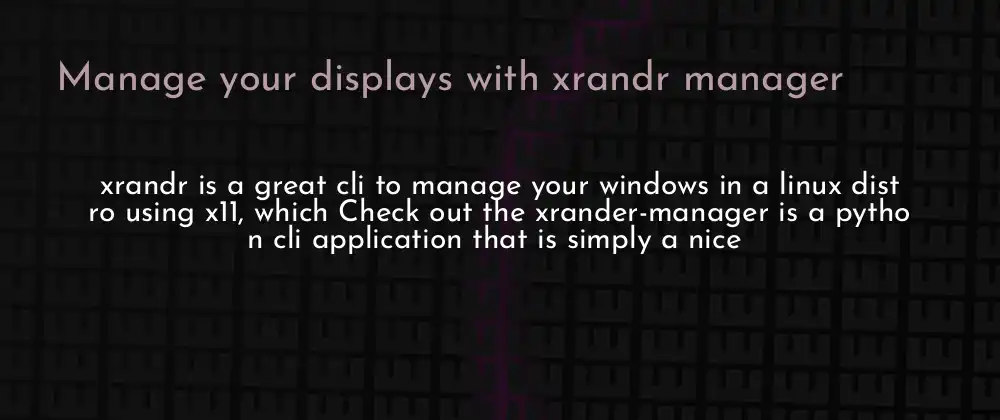 Manage your displays with xrandr manager
xrandr is a great cli to manage your windows in a linux dist
ro using x11, which Check out the xrander-manager is a pytho
n cli application that is simply a nice